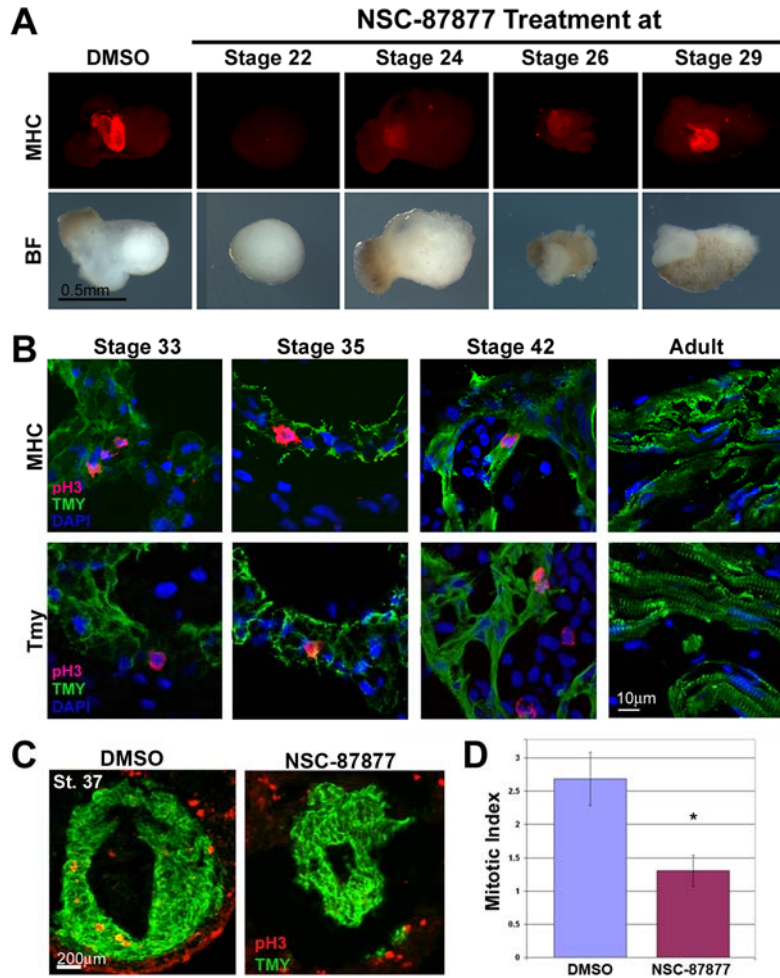 A
NSC-87877 Treatment at
DMSO Stage 22 Stage 24 Stage 26 Stage 29
MHC
BF
0.5mm
B
Stage 33 Stage 35 Stage 42 Adult
MHC
pH3
TMY
DAPI
Tmy
pH3
TMY
DAPI
10μm
C
DMSO NSC-87877
St. 37
200μm
pH3
TMY
D
Mitotic Index
3
2.5
2
1.5
1
0.5
0
*
DMSO NSC-87877